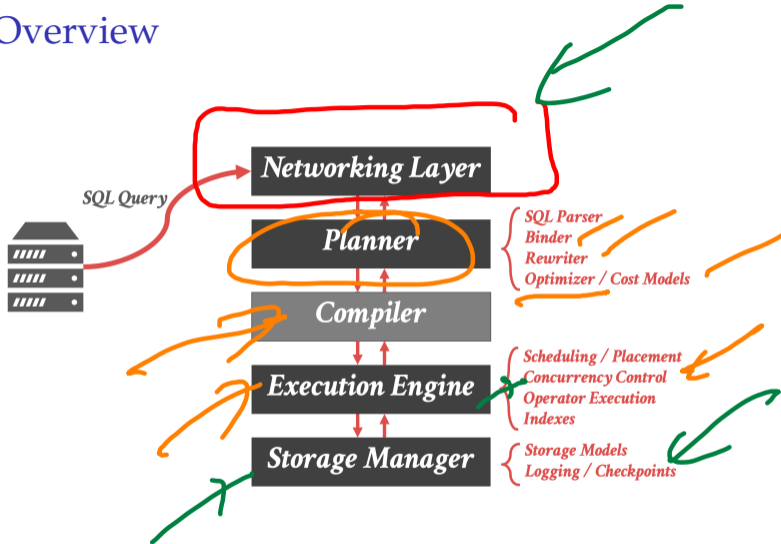 Overview
Networking Layer
SQL Query
Planner
SQL Parser
Binder
Rewriter
Optimizer / Cost Models
Compiler
Execution Engine
Scheduling / Placement
Concurrency Control
Operator Execution
Indexes
Storage Manager
Storage Models
Logging / Checkpoints